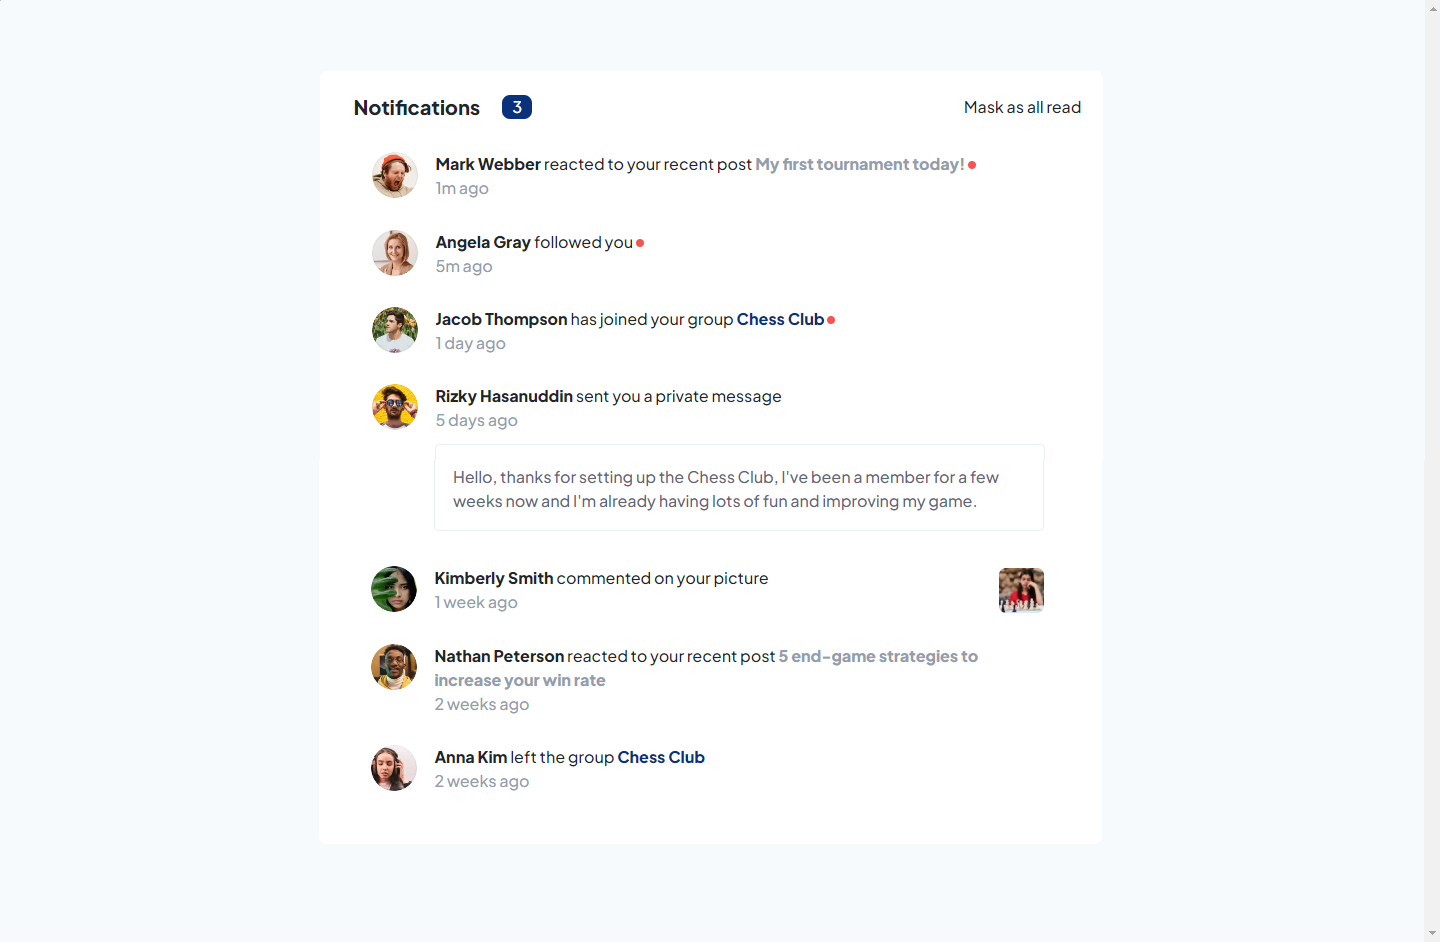 Notifications 3 Mask as all read
Mark Webber reacted to your recent post My first tournament today!
1m ago
Angela Gray followed you
5m ago
Jacob Thompson has joined your group Chess Club
1 day ago
Rizky Hasanuddin sent you a private message
5 days ago
Hello, thanks for setting up the Chess Club, I've been a member for a few
weeks now and I'm already having lots of fun and improving my game.
Kimberly Smith commented on your picture
1 week ago
Nathan Peterson reacted to your recent post 5 end-game strategies to
increase your win rate
2 weeks ago
Anna Kim left the group Chess Club
2 weeks ago